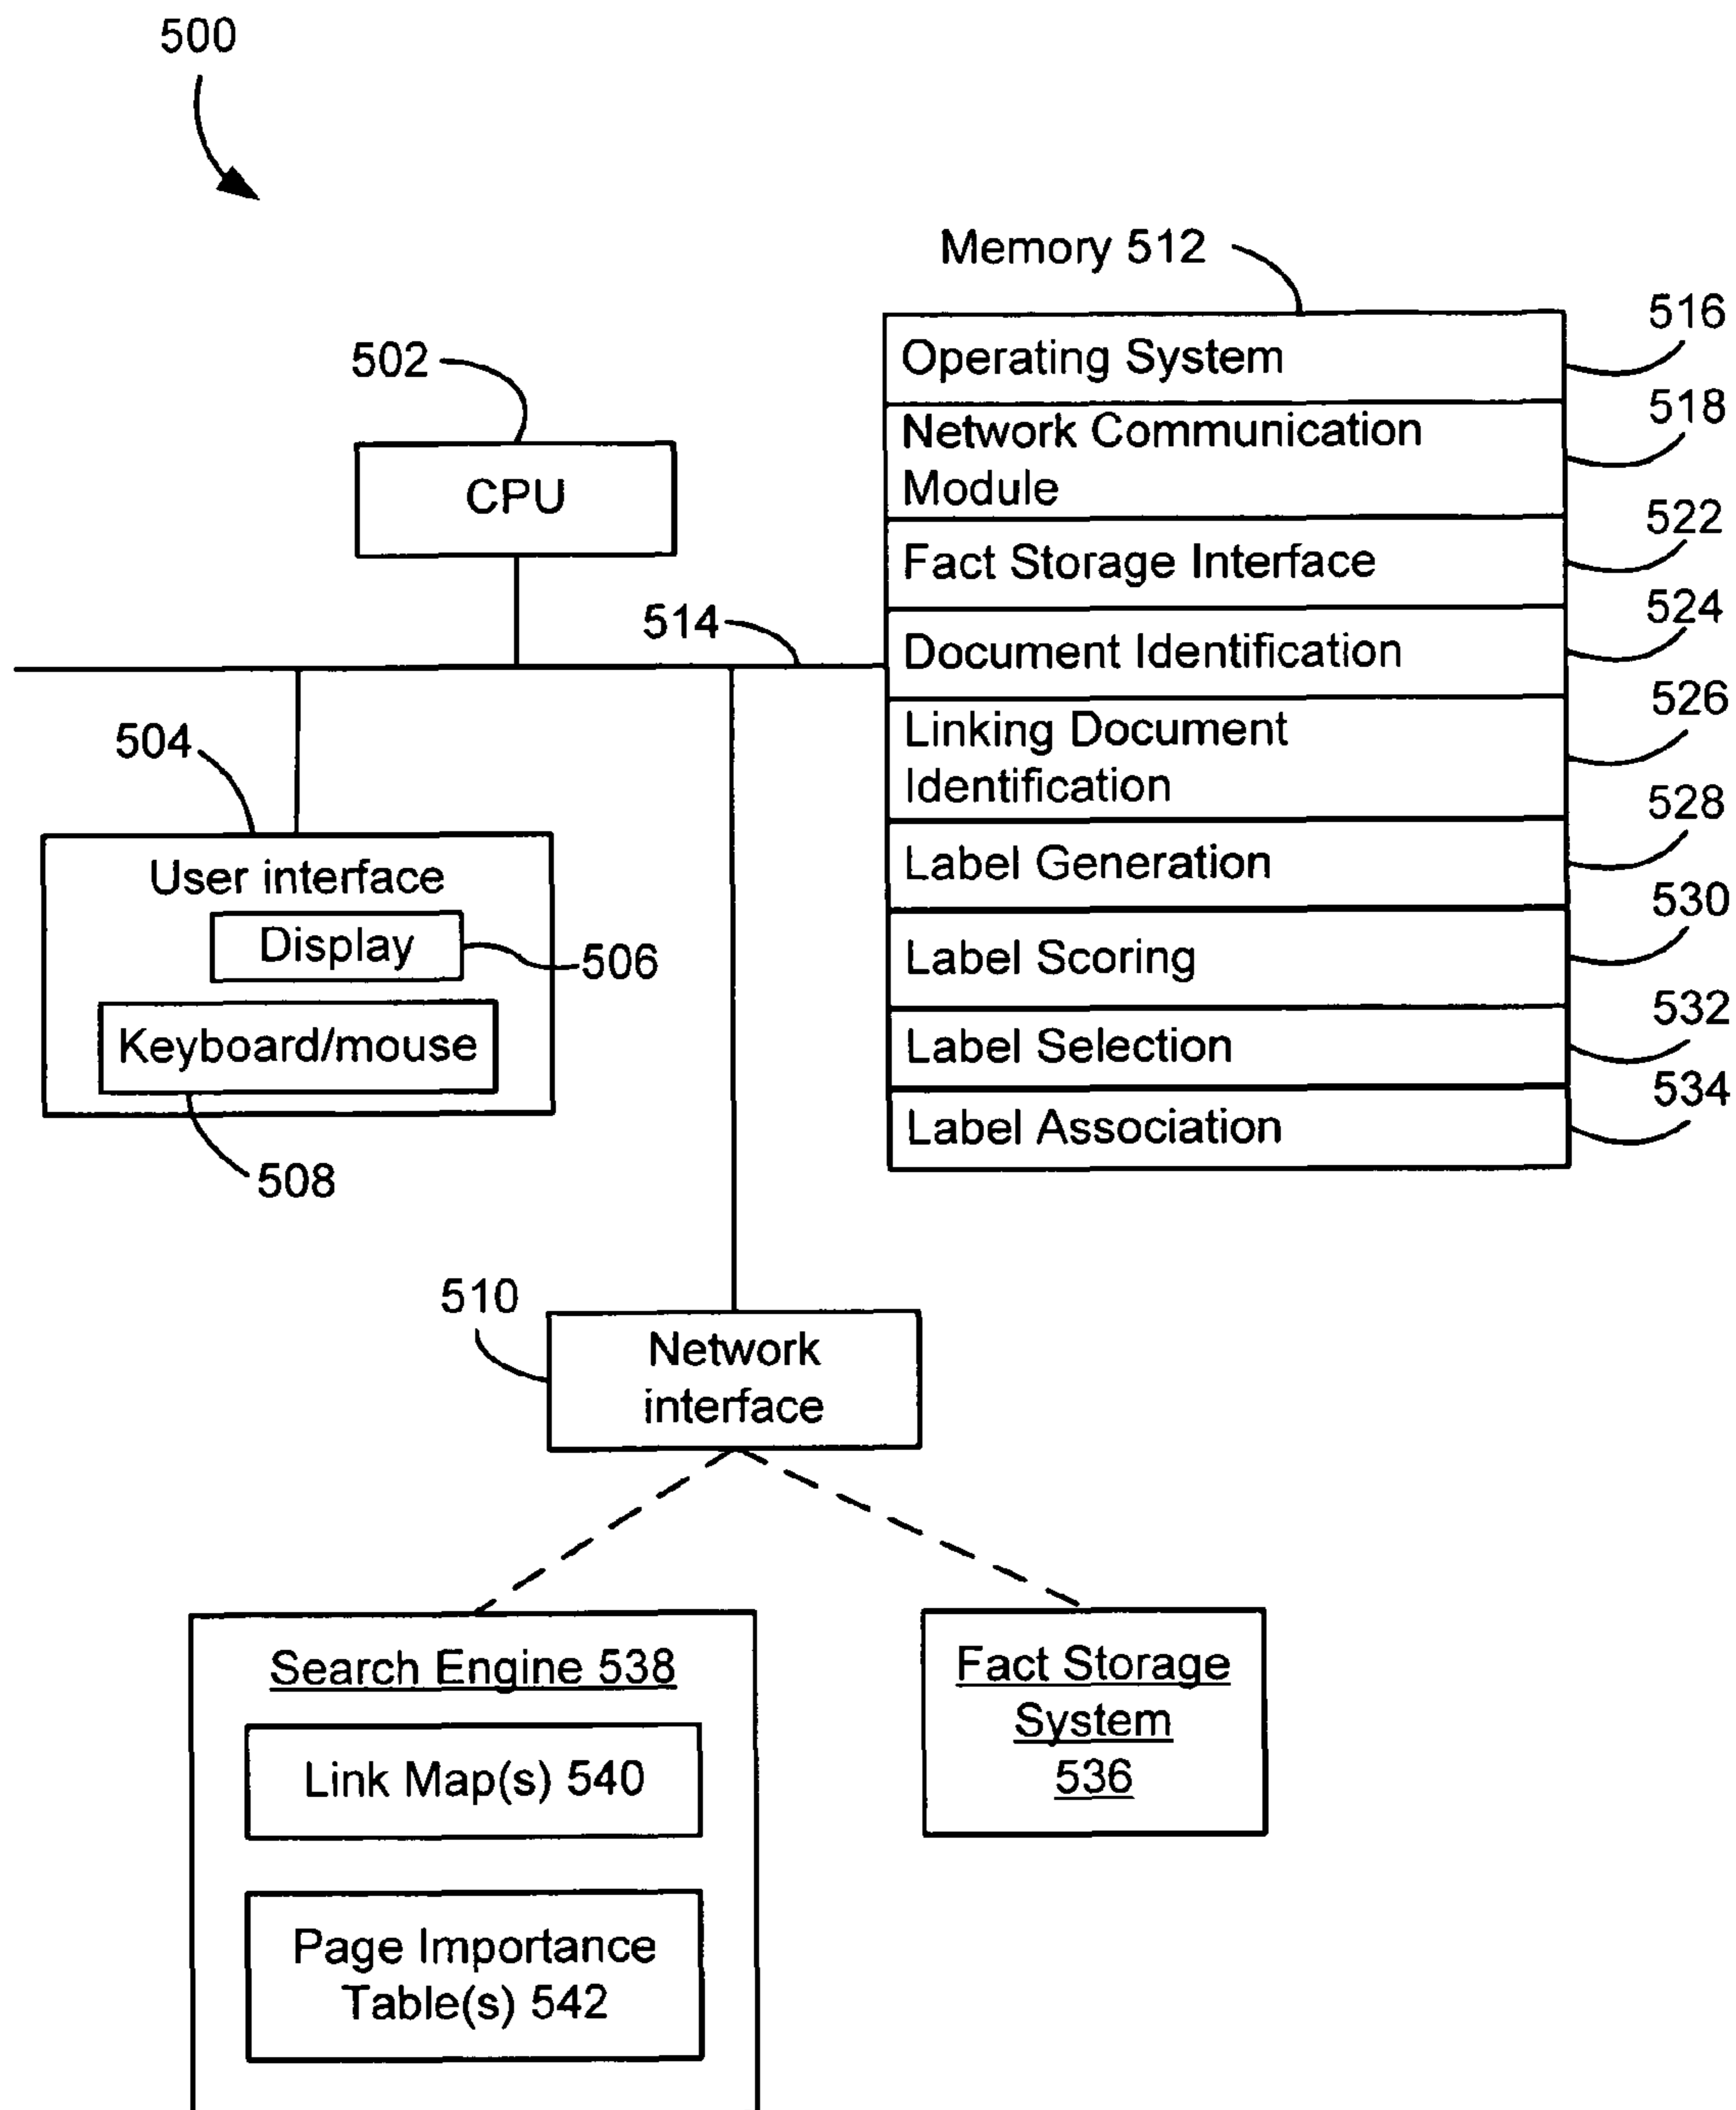 500
Memory 512
516
Operating System
502
518
Network Communication
Module
CPU
522
Fact Storage Interface
524
514
Document Identification
526
Linking Document
Identification
504
528
User interface
Label Generation
530
Display
506
Label Scoring
532
Keyboard/mouse
Label Selection
534
Label Association
508
510
Network
interface
Search Engine 538
Fact Storage
System
536
Link Map(s) 540
Page Importance
Table(s) 542